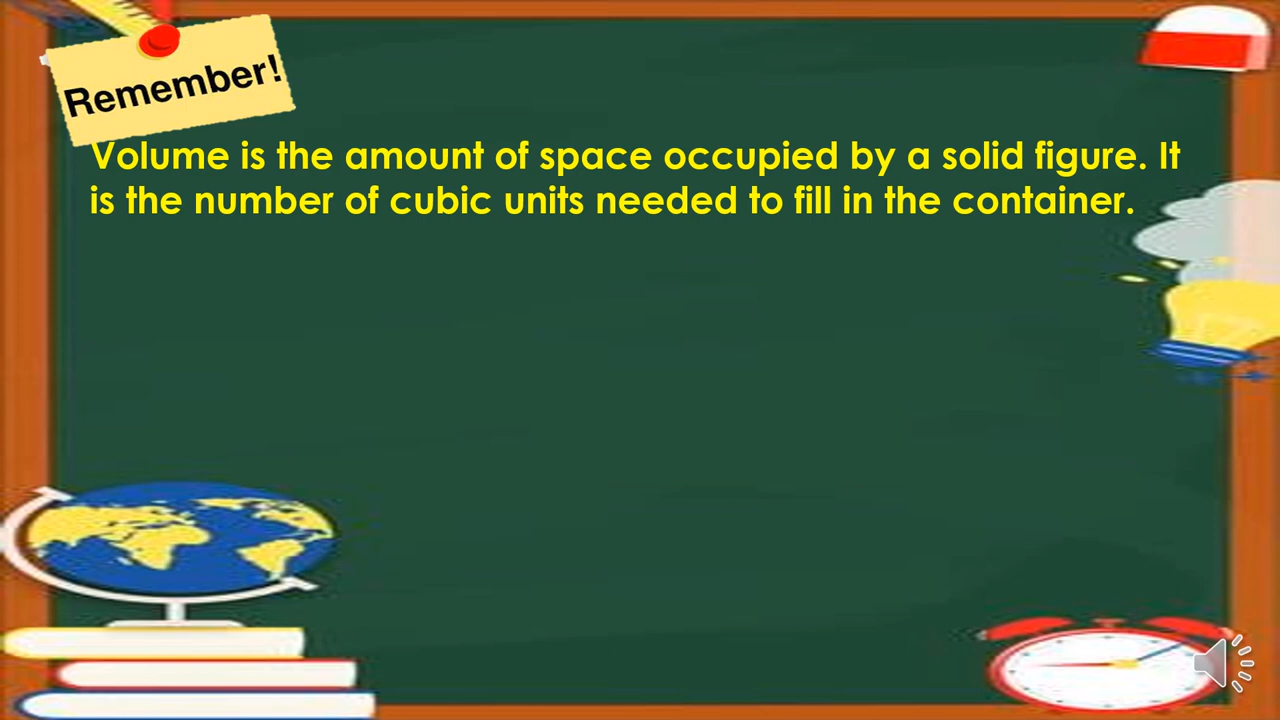 Remember!
Volume is the amount of space occupied by a solid figure. It
is the number of cubic units needed to fill in the container.